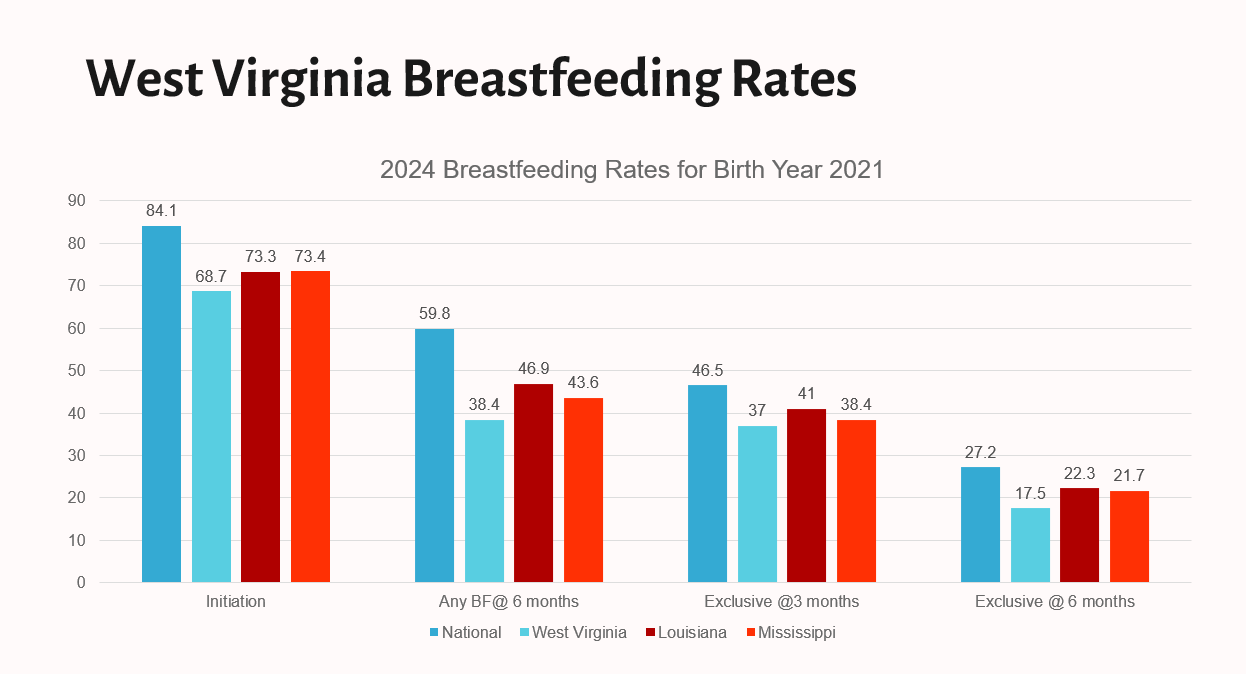 West Virginia Breastfeeding Rates
2024 Breastfeeding Rates for Birth Year 2021
90
80
70
60
50
40
30
20
10
0
84.1
68.7
73.3
73.4
59.8
38.4
46.9
43.6
46.5
37
41
38.4
27.2
17.5
22.3
21.7
Initiation
Any BF@ 6 months
Exclusive @3 months
Exclusive @ 6 months
National
West Virginia
Louisiana
Mississippi